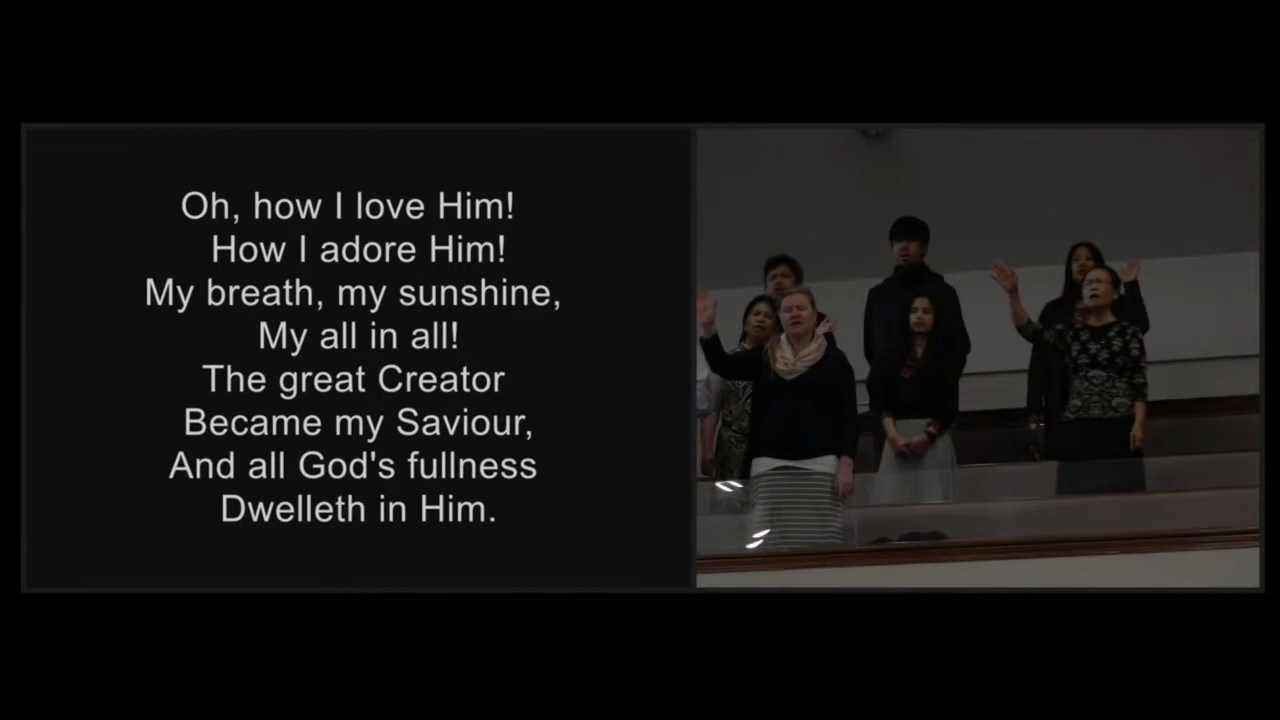 Oh, how I love Him!
How I adore Him!
My breath, my sunshine,
My all in all!
The great Creator
Became my Saviour,
And all God's fullness
Dwelleth in Him.